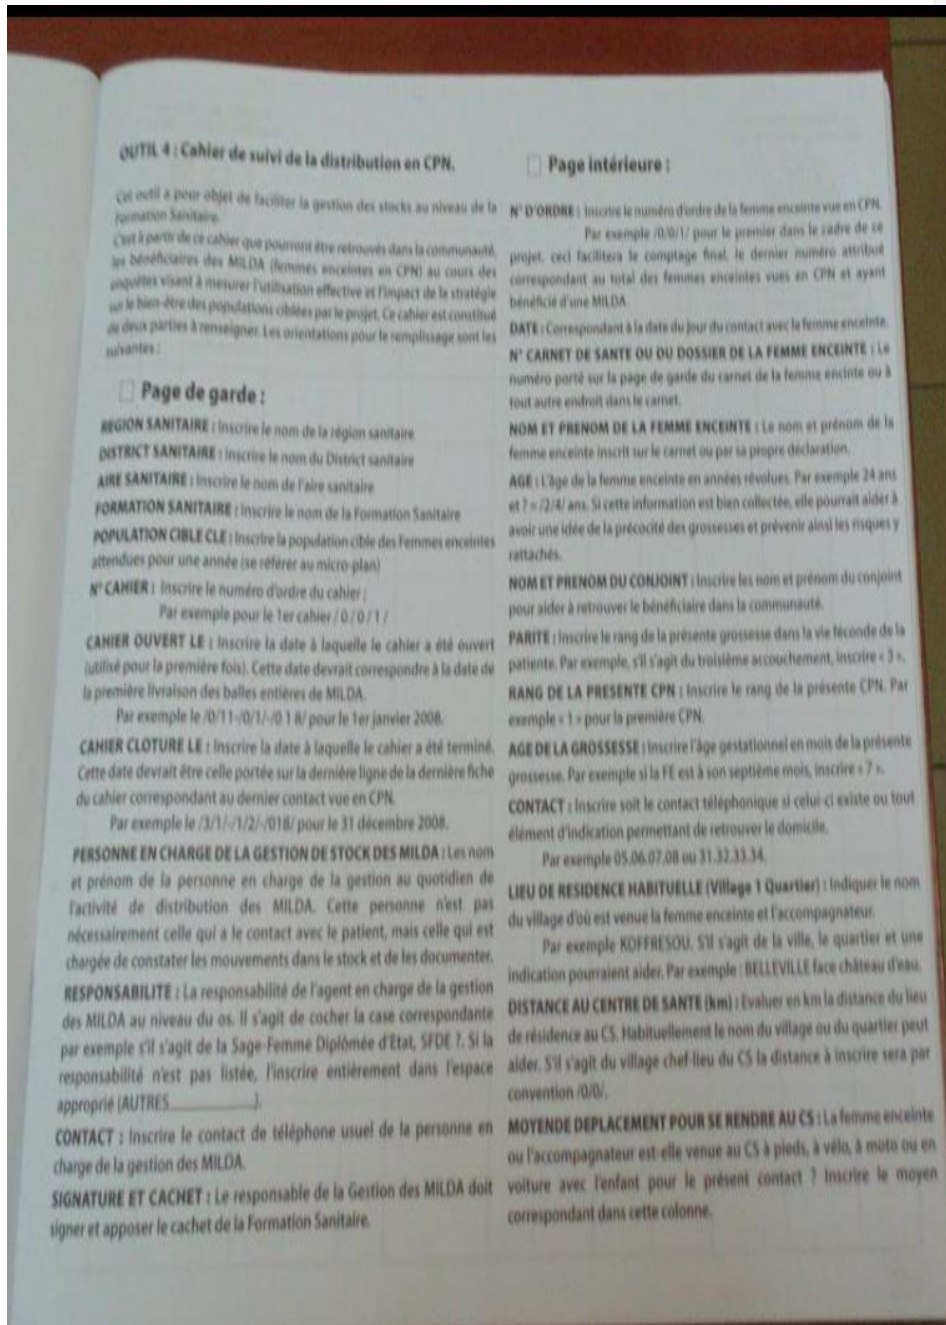 OUTIL 4 : Cahier de suivi de la distribution en CPN.
Cet outil a pour objet de faciliter la gestion des stocks au niveau de la
Formation Sanitaire.
C'est à partir de ce cahier que pourront être retrouvés dans la communauté,
les bénéficiaires des MILDA (femmes enceintes en CPN) au cours des
enquêtes visant à mesurer l'utilisation effective et l'impact de la stratégie
sur le bien-être des populations ciblées par le projet. Ce cahier est constitué
de deux parties à renseigner. Les orientations pour le remplissage sont les
suivantes :
Page de garde :
REGION SANITAIRE : Inscrire le nom de la région sanitaire
DISTRICT SANITAIRE : Inscrire le nom du District sanitaire
AIRE SANITAIRE : Inscrire le nom de l'aire sanitaire
FORMATION SANITAIRE : Inscrire le nom de la Formation Sanitaire
POPULATION CIBLE CLE : Inscrire la population cible des Femmes enceintes
attendues pour une année (se référer au micro-plan)
N° CAHIER : Inscrire le numéro d'ordre du cahier ;
Par exemple pour le 1er cahier / 0 / 0 / 1 /
CAHIER OUVERT LE : Inscrire la date à laquelle le cahier a été ouvert
(utilisé pour la première fois). Cette date devrait correspondre à la date de
la première livraison des balles entières de MILDA.
Par exemple le /0/11-/0/1/-/0 1 8/ pour le 1er janvier 2008.
CAHIER CLOTURE LE : Inscrire la date à laquelle le cahier a été terminé.
Cette date devrait être celle portée sur la dernière ligne de la dernière fiche
du cahier correspondant au dernier contact vue en CPN.
Par exemple le /3/1/-/1/2/-/018/ pour le 31 décembre 2008.
PERSONNE EN CHARGE DE LA GESTION DE STOCK DES MILDA : Les nom
et prénom de la personne en charge de la gestion au quotidien de
l'activité de distribution des MILDA. Cette personne n'est pas
nécessairement celle qui a le contact avec le patient, mais celle qui est
chargée de constater les mouvements dans le stock et de les documenter.
RESPONSABILITE : La responsabilité de l'agent en charge de la gestion
des MILDA au niveau du os. Il s'agit de cocher la case correspondante
par exemple s'il s'agit de la Sage-Femme Diplômée d'Etat, SFDE ?. Si la
responsabilité n'est pas listée, l'inscrire entièrement dans l'espace
approprié (AUTRES______________).
CONTACT : Inscrire le contact de téléphone usuel de la personne en
charge de la gestion des MILDA.
SIGNATURE ET CACHET : Le responsable de la Gestion des MILDA doit
signer et apposer le cachet de la Formation Sanitaire.
Page intérieure :
N° D'ORDRE : Inscrire le numéro d'ordre de la femme enceinte vue en CPN.
Par exemple /0/0/1/ pour le premier dans le cadre de ce
projet, ceci facilitera le comptage final, le dernier numéro attribué
correspondant au total des femmes enceintes vues en CPN et ayant
bénéficié d'une MILDA.
DATE : Correspondant à la date du jour du contact avec la femme enceinte.
N° CARNET DE SANTE OU DU DOSSIER DE LA FEMME ENCEINTE : Le
numéro porté sur la page de garde du carnet de la femme encinte ou à
tout autre endroit dans le carnet.
NOM ET PRENOM DE LA FEMME ENCEINTE : Le nom et prénom de la
femme enceinte inscrit sur le carnet ou par sa propre déclaration.
AGE : L'âge de la femme enceinte en années révolues. Par exemple 24 ans
et ? = /2/4/ ans. Si cette information est bien collectée, elle pourrait aider à
avoir une idée de la précocité des grossesses et prévenir ainsi les risques y
rattachés.
NOM ET PRENOM DU CONJOINT : Inscrire les nom et prénom du conjoint
pour aider à retrouver le bénéficiaire dans la communauté.
PARITE : Inscrire le rang de la présente grossesse dans la vie féconde de la
patiente. Par exemple, s'il s'agit du troisième accouchement, inscrire « 3 ».
RANG DE LA PRESENTE CPN : Inscrire le rang de la présente CPN. Par
exemple « 1 » pour la première CPN.
AGE DE LA GROSSESSE : Inscrire l'âge gestationnel en mois de la présente
grossesse. Par exemple si la FE est à son septième mois, inscrire « 7 ».
CONTACT : Inscrire soit le contact téléphonique si celui-ci existe ou tout
élément d'indication permettant de retrouver le domicile.
Par exemple 05.06.07.08 ou 31.32.33.34.
LIEU DE RESIDENCE HABITUELLE (Village 1 Quartier) : Indiquer le nom
du village d'où est venue la femme enceinte et l'accompagnateur.
Par exemple KOFFRESOU. S'il s'agit de la ville, le quartier et une
indication pourraient aider. Par exemple : BELLEVILLE face château d'eau.
DISTANCE AU CENTRE DE SANTE (km) : Evaluer en km la distance du lieu
de résidence au CS. Habituellement le nom du village ou du quartier peut
aider. S'il s'agit du village chef-lieu du CS la distance à inscrire sera par
convention /0/0/.
MOYENDE DEPLACEMENT POUR SE RENDRE AU CS : La femme enceinte
ou l'accompagnateur est-elle venue au CS à pieds, à vélo, à moto ou en
voiture avec l'enfant pour le présent contact ? Inscrire le moyen
correspondant dans cette colonne.